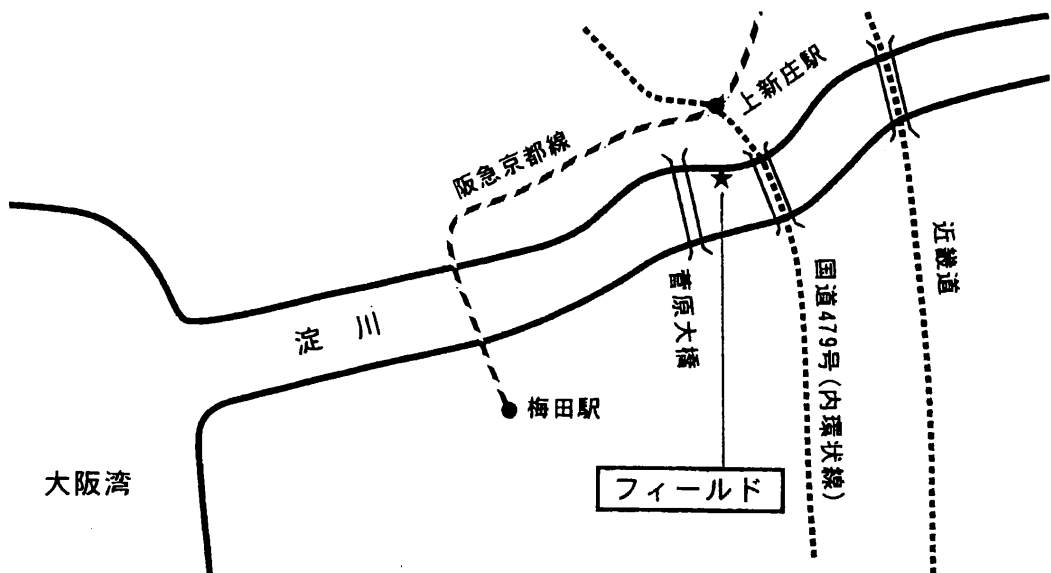 上新庄駅
阪急京都線
近畿道
国道479号(内環状線)
菅原大橋
淀川
梅田駅
フィールド
大阪湾